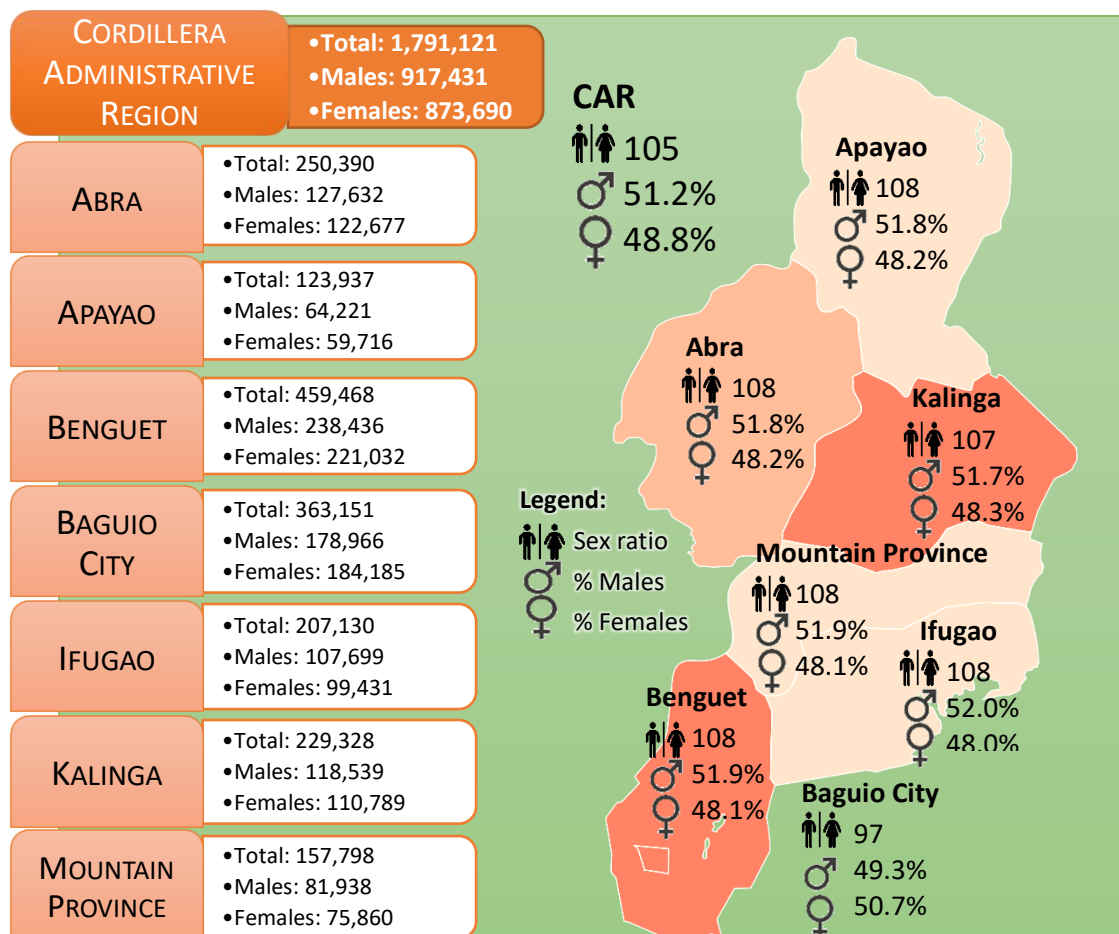 CORDILLERA
ADMINISTRATIVE
REGION
•Total: 1,791,121
•Males: 917,431
•Females: 873,690
ABRA
•Total: 250,390
•Males: 127,632
•Females: 122,677
APAYAO
•Total: 123,937
•Males: 64,221
•Females: 59,716
BENGUET
•Total: 459,468
•Males: 238,436
•Females: 221,032
BAGUIO
CITY
•Total: 363,151
•Males: 178,966
•Females: 184,185
IFUGAO
•Total: 207,130
•Males: 107,699
•Females: 99,431
KALINGA
•Total: 229,328
•Males: 118,539
•Females: 110,789
MOUNTAIN
PROVINCE
•Total: 157,798
•Males: 81,938
•Females: 75,860
CAR
105
51.2%
48.8%
Apayao
108
51.8%
48.2%
Abra
108
51.8%
48.2%
Kalinga
107
51.7%
48.3%
Legend:
Sex ratio
% Males
% Females
Mountain Province
108
51.9%
48.1%
Ifugao
108
52.0%
48.0%
Benguet
108
51.9%
48.1%
Baguio City
97
49.3%
50.7%